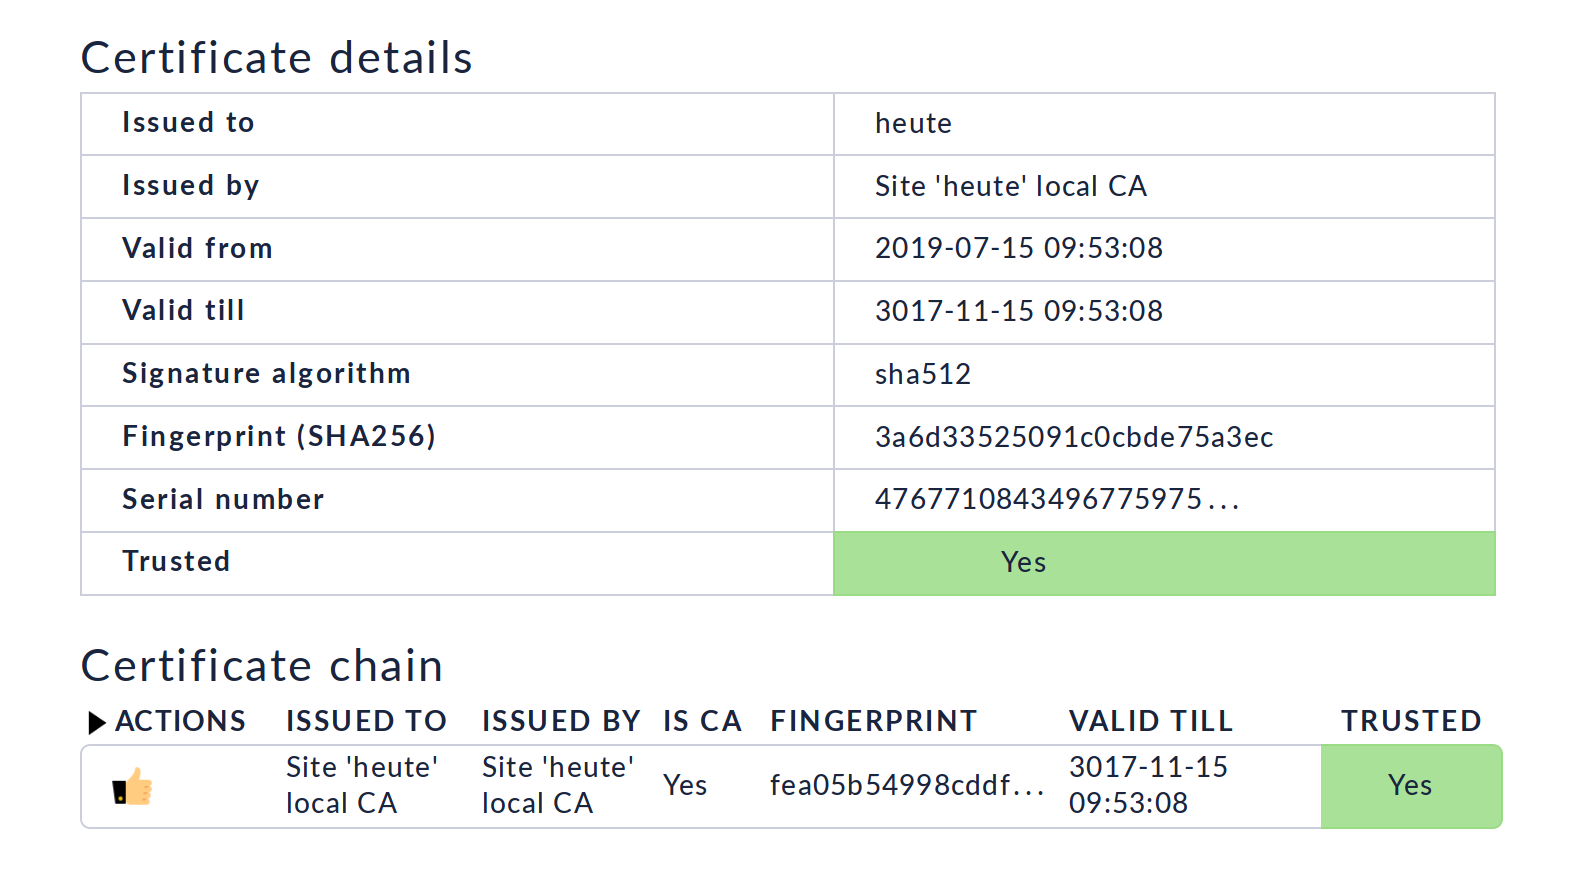 Certificate details
Issued to heute
Issued by Site 'heute' local CA
Valid from 2019-07-15 09:53:08
Valid till 3017-11-15 09:53:08
Signature algorithm sha512
Fingerprint (SHA256) 3a6d33525091c0cbde75a3ec
Serial number 4767710843496775975...
Trusted Yes
Certificate chain
ACTIONS ISSUED TO ISSUED BY IS CA FINGERPRINT VALID TILL TRUSTED
Site 'heute' Site 'heute' Yes fea05b54998cddf... 3017-11-15 Yes
local CA local CA 09:53:08